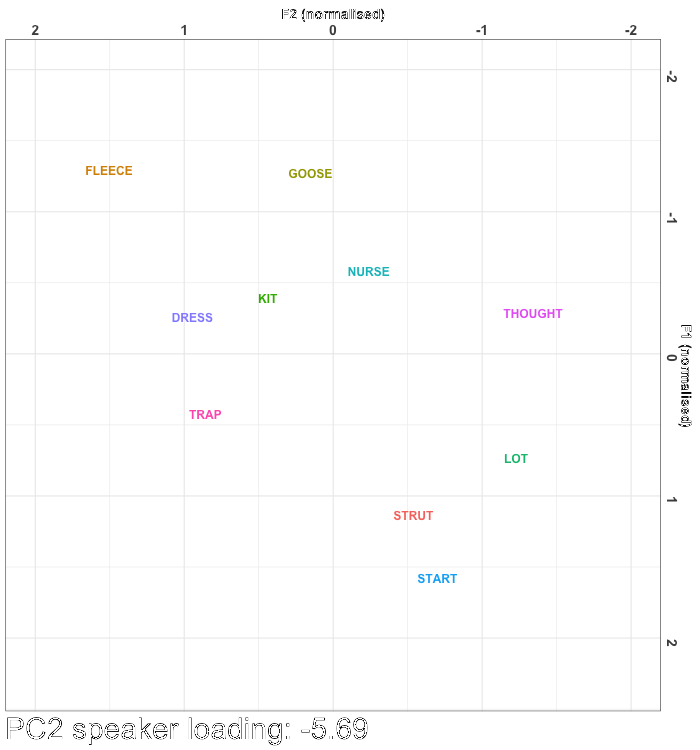 F2 (normalised)
2 1 0 -1 -2
-2
FLEECE GOOSE
-1
NURSE
KIT
DRESS THOUGHT
0
F1 (normalised)
TRAP
LOT
1
STRUT
START
2
PC2 speaker loading: -5.69